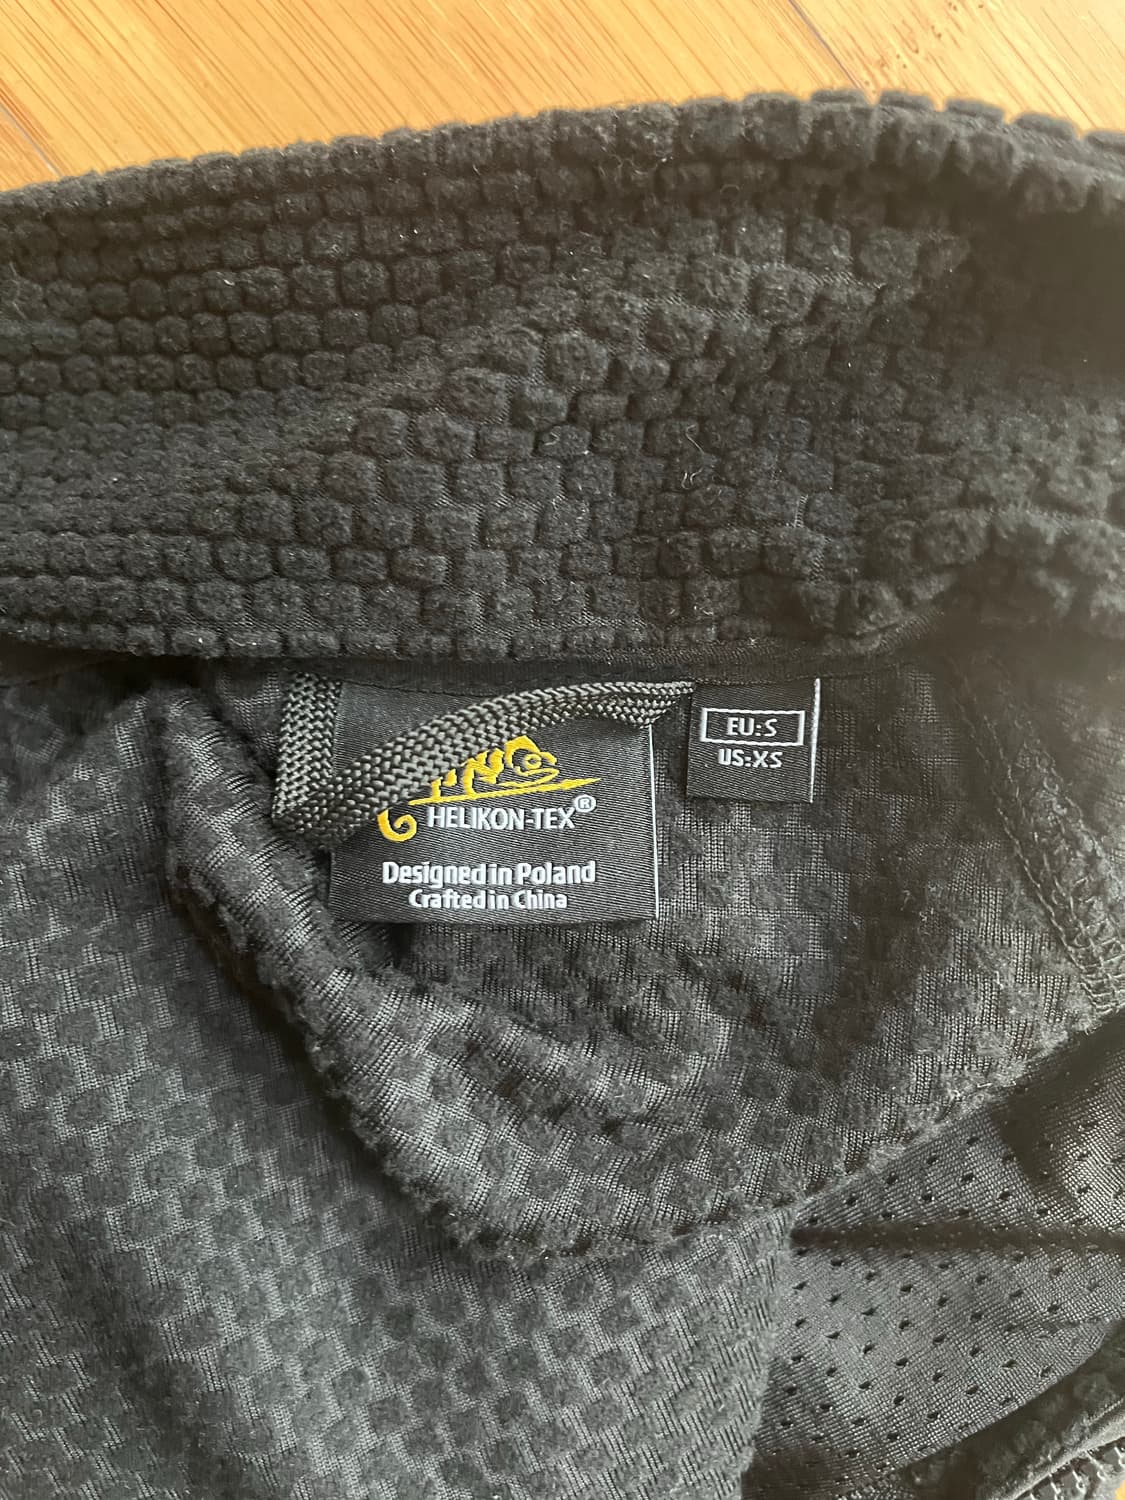 HELIKON-TEX®
Designed in Poland
Crafted in China
EU:S
US:XS